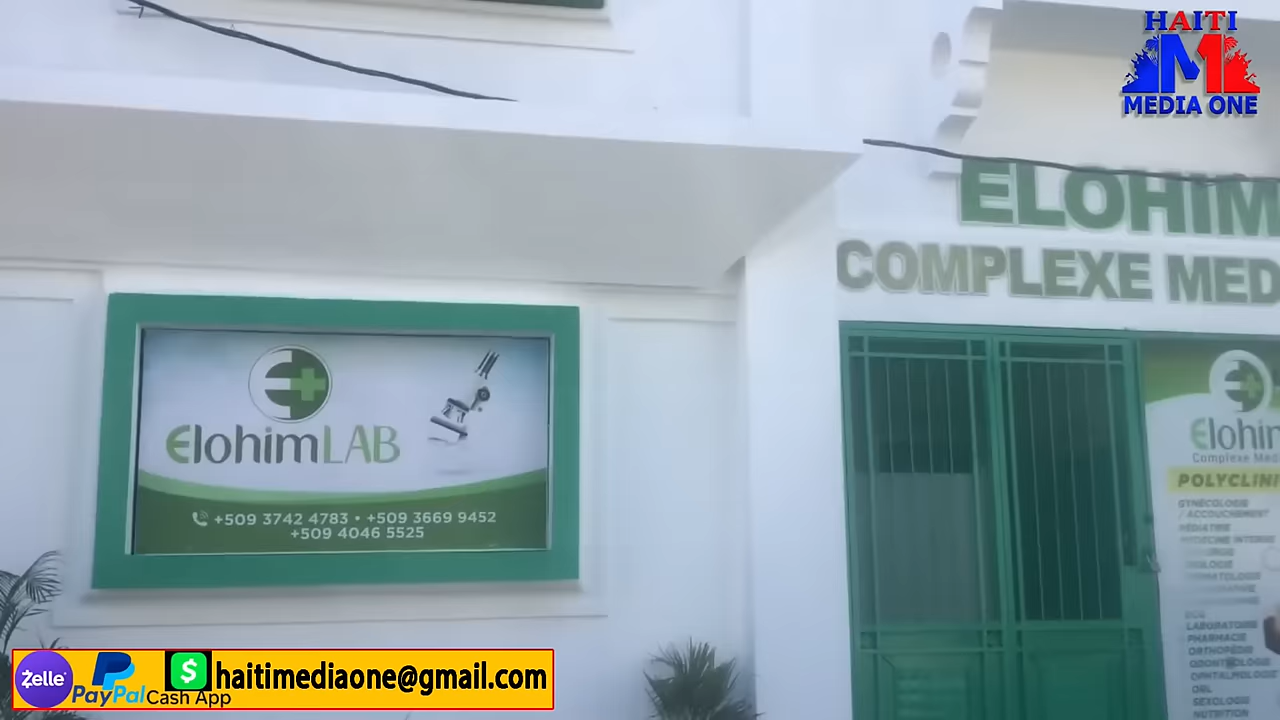 HAITI
MEDIA ONE
ELOHIM
COMPLEXE MED
ElohimLAB
+509 3742 4783 • +509 3669 9452
+509 4046 5525
Elohim
Complexe Med
POLYCLINI
GYNÉCOLOGIE
/ ACCOUCHEMENT
PÉDIATRIE
MÉDECINE INTERNE
LABORATOIRE
PHARMACIE
ORTHOPÉDIE
ODONTOLOGIE
OPHTALMOLOGIE
ORL
SEXOLOGIE
NUTRITION
Zelle
PayPal
Cash App
haitimediaone@gmail.com